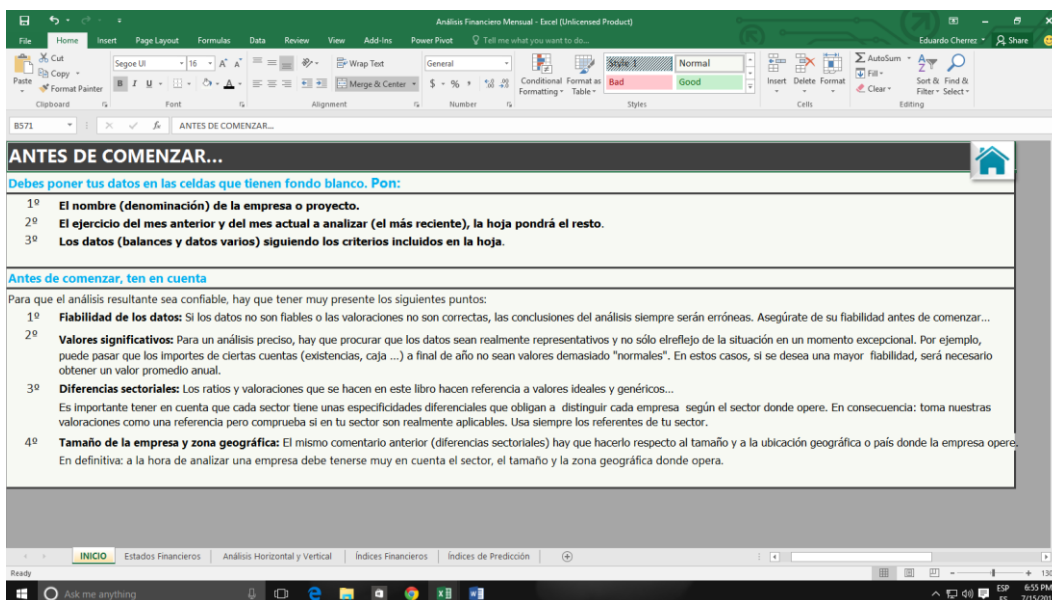 Análisis Financiero Mensual - Excel (Unlicensed Product)
File Home Insert Page Layout Formulas Data Review View Add-Ins Power Pivot Tell me what you want to do... Eduardo Cherrez Share
Paste
Cut
Copy
Format Painter
Clipboard
Segoe UI 16
B I U
Font
Wrap Text
Merge & Center
Alignment
General
$ % ,
Number
Conditional Formatting
Format as Table
Style 1 Normal
Bad Good
Styles
Insert Delete Format
Cells
AutoSum
Fill
Clear
Sort & Filter
Find & Select
Editing
B571 fx ANTES DE COMENZAR...
ANTES DE COMENZAR...
Debes poner tus datos en las celdas que tienen fondo blanco. Pon:
1º El nombre (denominación) de la empresa o proyecto.
2º El ejercicio del mes anterior y del mes actual a analizar (el más reciente), la hoja pondrá el resto.
3º Los datos (balances y datos varios) siguiendo los criterios incluidos en la hoja.
Antes de comenzar, ten en cuenta
Para que el análisis resultante sea confiable, hay que tener muy presente los siguientes puntos:
1º Fiabilidad de los datos: Si los datos no son fiables o las valoraciones no son correctas, las conclusiones del análisis siempre serán erróneas. Asegúrate de su fiabilidad antes de comenzar...
2º Valores significativos: Para un análisis preciso, hay que procurar que los datos sean realmente representativos y no sólo elreflejo de la situación en un momento excepcional. Por ejemplo,
puede pasar que los importes de ciertas cuentas (existencias, caja ...) a final de año no sean valores demasiado "normales". En estos casos, si se desea una mayor fiabilidad, será necesario
obtener un valor promedio anual.
3º Diferencias sectoriales: Los ratios y valoraciones que se hacen en este libro hacen referencia a valores ideales y genéricos...
Es importante tener en cuenta que cada sector tiene unas especificidades diferenciales que obligan a distinguir cada empresa según el sector donde opere. En consecuencia: toma nuestras
valoraciones como una referencia pero comprueba si en tu sector son realmente aplicables. Usa siempre los referentes de tu sector.
4º Tamaño de la empresa y zona geográfica: El mismo comentario anterior (diferencias sectoriales) hay que hacerlo respecto al tamaño y a la ubicación geográfica o país donde la empresa opere.
En definitiva: a la hora de analizar una empresa debe tenerse muy en cuenta el sector, el tamaño y la zona geográfica donde opera.
INICIO Estados Financieros Análisis Horizontal y Vertical Índices Financieros Índices de Predicción
Ready 130
Ask me anything ESP 6:55 PM
ES 7/15/201